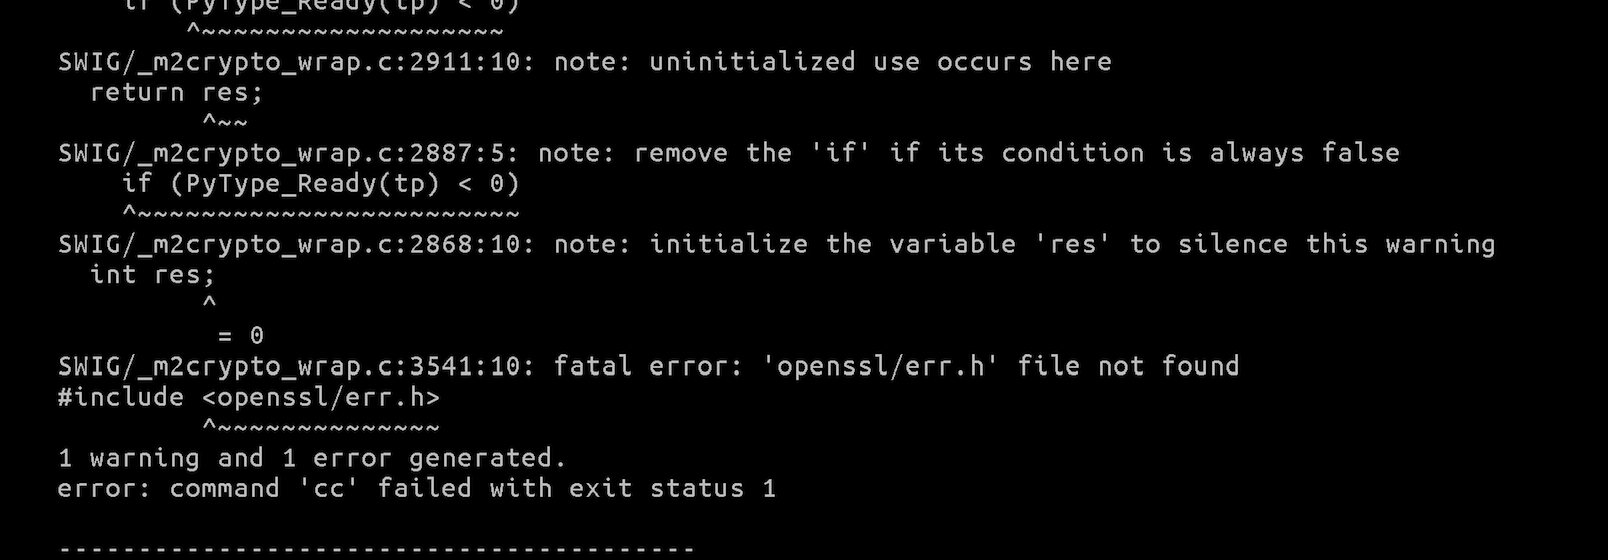 if (PyType_Ready(tp) < 0)
^~~~~~~~~~~~~~~~~~~~
SWIG/_m2crypto_wrap.c:2911:10: note: uninitialized use occurs here
return res;
^~~
SWIG/_m2crypto_wrap.c:2887:5: note: remove the 'if' if its condition is always false
if (PyType_Ready(tp) < 0)
^~~~~~~~~~~~~~~~~~~~~~~~~
SWIG/_m2crypto_wrap.c:2868:10: note: initialize the variable 'res' to silence this warning
int res;
^
= 0
SWIG/_m2crypto_wrap.c:3541:10: fatal error: 'openssl/err.h' file not found
#include <openssl/err.h>
^~~~~~~~~~~~~~~
1 warning and 1 error generated.
error: command 'cc' failed with exit status 1
----------------------------------------